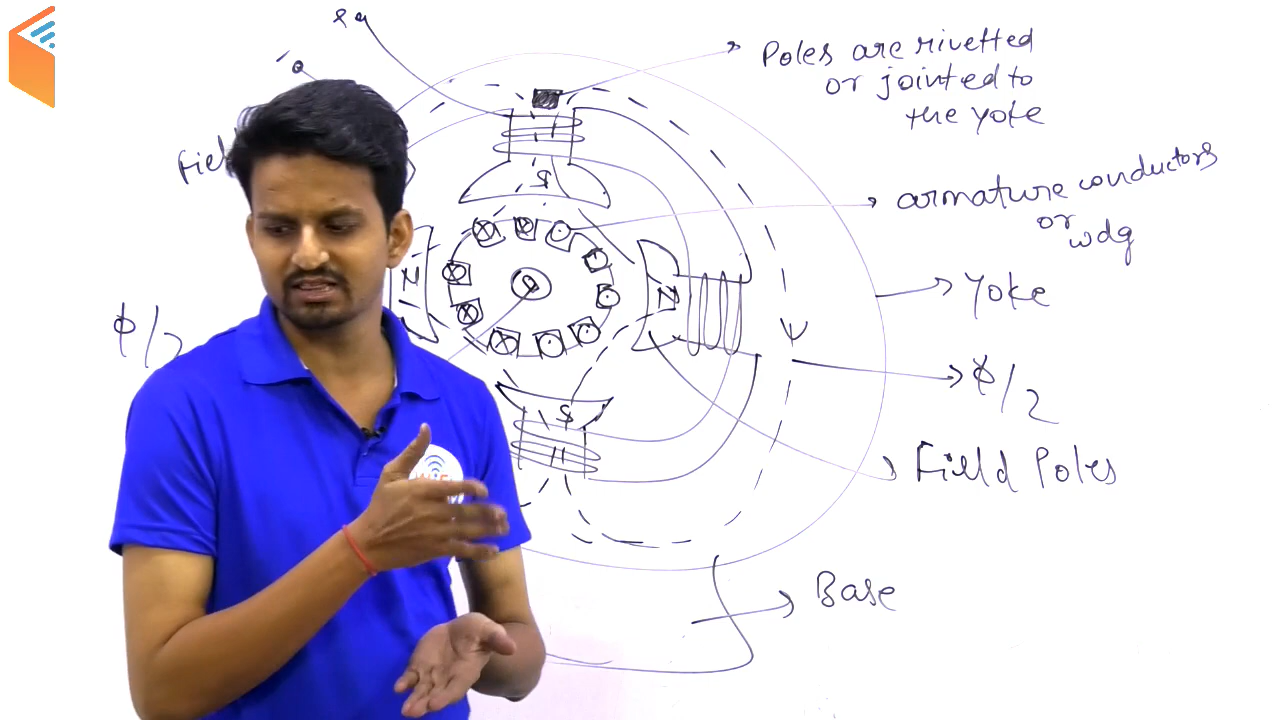 Poles are rivetted
or jointed to
the yoke
armature conductors
or
wdg
Yoke
Φ/2
Φ/2
Field Poles
Base
S
N
N
S